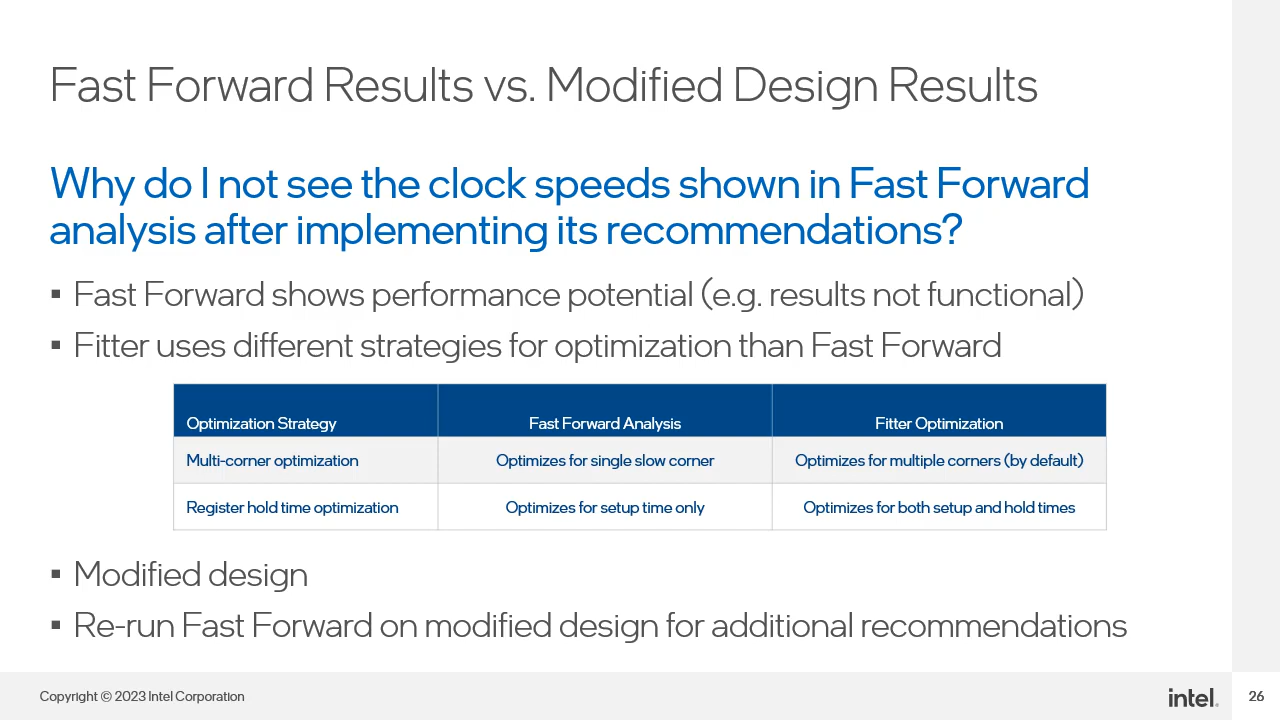 Fast Forward Results vs. Modified Design Results
Why do I not see the clock speeds shown in Fast Forward
analysis after implementing its recommendations?
▪ Fast Forward shows performance potential (e.g. results not functional)
▪ Fitter uses different strategies for optimization than Fast Forward
Optimization Strategy Fast Forward Analysis Fitter Optimization
Multi-corner optimization Optimizes for single slow corner Optimizes for multiple corners (by default)
Register hold time optimization Optimizes for setup time only Optimizes for both setup and hold times
▪ Modified design
▪ Re-run Fast Forward on modified design for additional recommendations
Copyright © 2023 Intel Corporation intel. 26